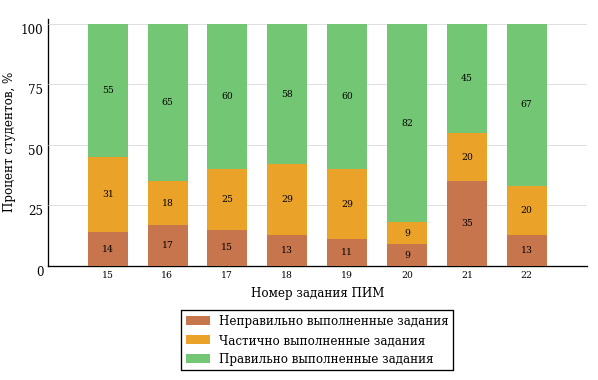 Процент студентов, %
100
75
50
25
0
55 65 60 58 60 82 45 67
31 18 25 29 29 9 20 20
14 17 15 13 11 9 35 13
15 16 17 18 19 20 21 22
Номер задания ПИМ
Неправильно выполненные задания
Частично выполненные задания
Правильно выполненные задания